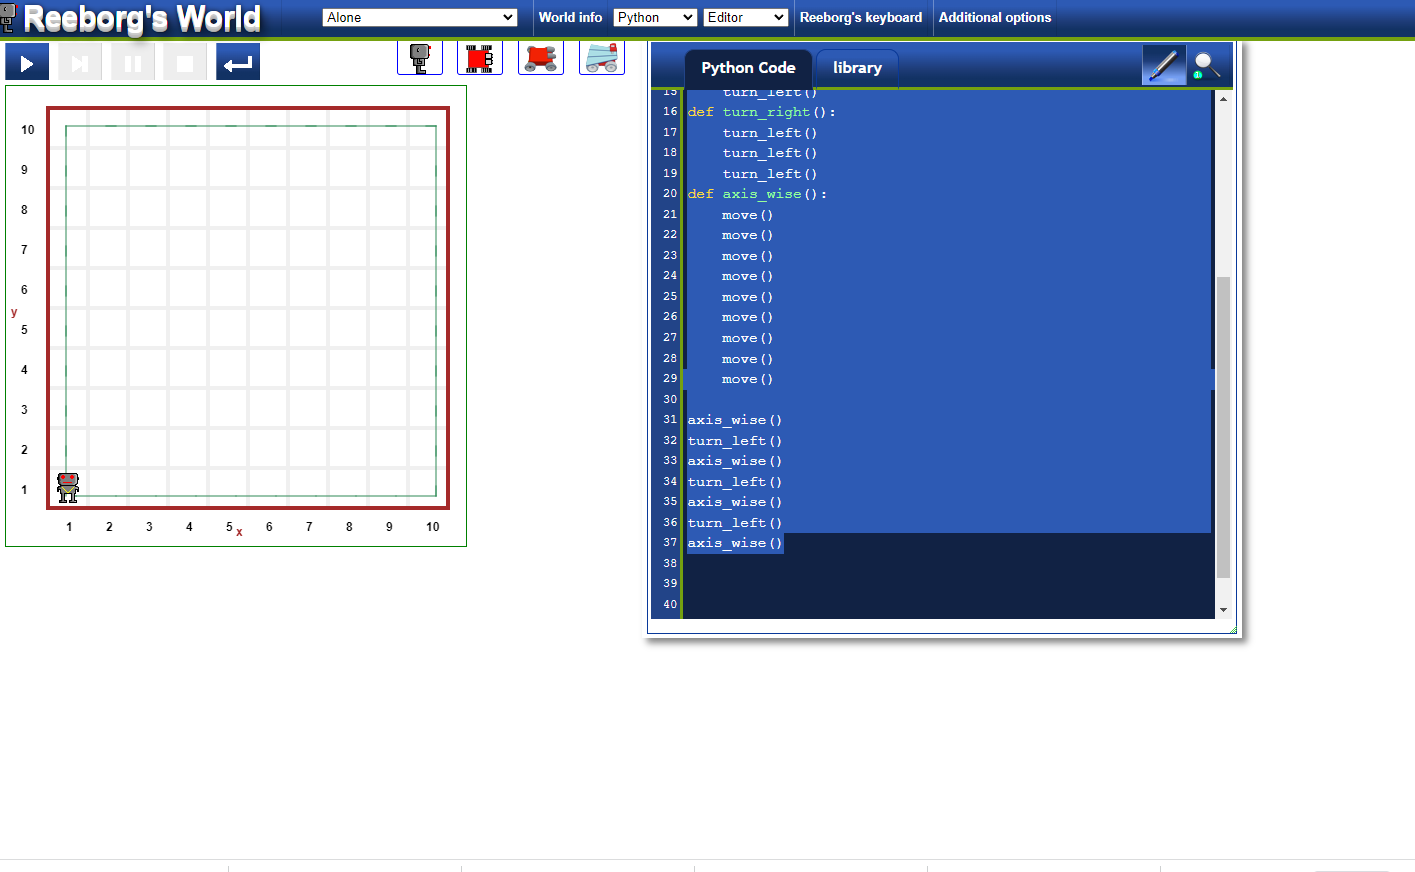 Reeborg's World
Alone
World info
Python
Editor
Reeborg's keyboard
Additional options
Python Code
library
10
9
8
7
6
y
5
4
3
2
1
1 2 3 4 5 x 6 7 8 9 10
15 turn_left()
16 def turn_right():
17 turn_left()
18 turn_left()
19 turn_left()
20 def axis_wise():
21 move()
22 move()
23 move()
24 move()
25 move()
26 move()
27 move()
28 move()
29 move()
30
31 axis_wise()
32 turn_left()
33 axis_wise()
34 turn_left()
35 axis_wise()
36 turn_left()
37 axis_wise()
38
39
40